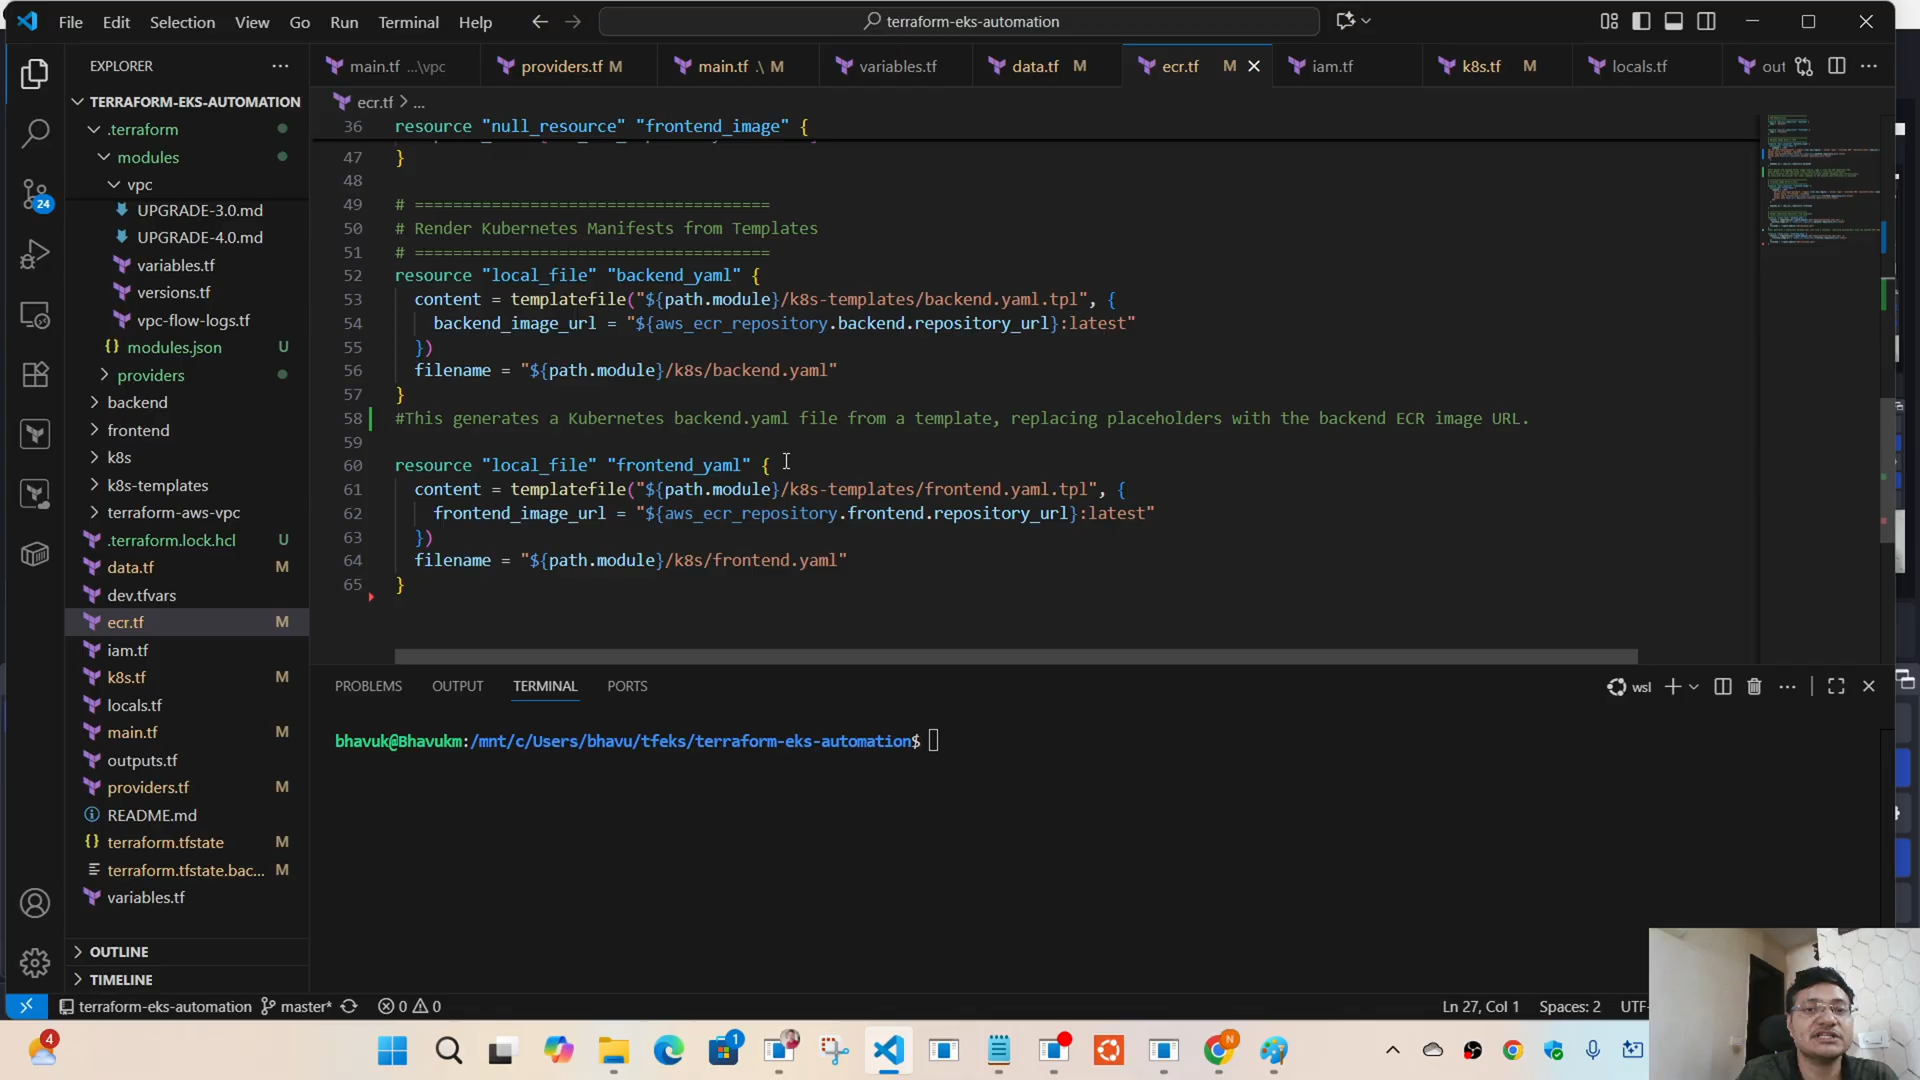 File Edit Selection View Go Run Terminal Help
terraform-eks-automation
EXPLORER
main.tf ...\vpc
providers.tf M
main.tf .\ M
variables.tf
data.tf M
ecr.tf M
iam.tf
k8s.tf M
locals.tf
out
ecr.tf > ...
TERRAFORM-EKS-AUTOMATION
.terraform
modules
vpc
UPGRADE-3.0.md
UPGRADE-4.0.md
variables.tf
versions.tf
vpc-flow-logs.tf
{} modules.json U
providers
backend
frontend
k8s
k8s-templates
terraform-aws-vpc
.terraform.lock.hcl U
data.tf M
dev.tfvars
ecr.tf M
iam.tf
k8s.tf M
locals.tf
main.tf M
outputs.tf
providers.tf M
README.md
{} terraform.tfstate M
terraform.tfstate.bac... M
variables.tf
OUTLINE
TIMELINE
24
36 resource "null_resource" "frontend_image" {
47 }
48
49 # =====================================
50 # Render Kubernetes Manifests from Templates
51 # =====================================
52 resource "local_file" "backend_yaml" {
53 content = templatefile("${path.module}/k8s-templates/backend.yaml.tpl", {
54 backend_image_url = "${aws_ecr_repository.backend.repository_url}:latest"
55 })
56 filename = "${path.module}/k8s/backend.yaml"
57 }
58 #This generates a Kubernetes backend.yaml file from a template, replacing placeholders with the backend ECR image URL.
59
60 resource "local_file" "frontend_yaml" {
61 content = templatefile("${path.module}/k8s-templates/frontend.yaml.tpl", {
62 frontend_image_url = "${aws_ecr_repository.frontend.repository_url}:latest"
63 })
64 filename = "${path.module}/k8s/frontend.yaml"
65 }
PROBLEMS OUTPUT TERMINAL PORTS
wsl
bhavuk@Bhavukm:/mnt/c/Users/bhavu/tfeks/terraform-eks-automation$
terraform-eks-automation master* 0 0
Ln 27, Col 1 Spaces: 2 UTF-
4
1
N